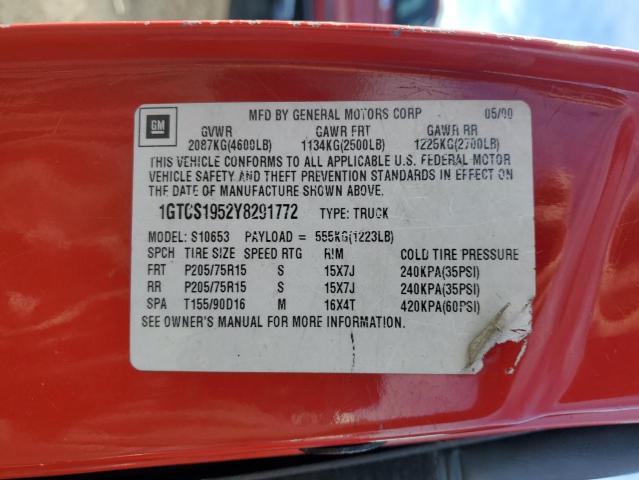 GM
MFD BY GENERAL MOTORS CORP 05/00
GVWR GAWR FRT GAWR RR
2087KG(4600LB) 1134KG(2500LB) 1225KG(2700LB)
THIS VEHICLE CONFORMS TO ALL APPLICABLE U.S. FEDERAL MOTOR
VEHICLE SAFETY AND THEFT PREVENTION STANDARDS IN EFFECT ON
THE DATE OF MANUFACTURE SHOWN ABOVE.
1GTCS1952Y8291772 TYPE: TRUCK
MODEL: S10653 PAYLOAD = 555KG(1223LB)
SPCH TIRE SIZE SPEED RTG RIM COLD TIRE PRESSURE
FRT P205/75R15 S 15X7J 240KPA(35PSI)
RR P205/75R15 S 15X7J 240KPA(35PSI)
SPA T155/90D16 M 16X4T 420KPA(60PSI)
SEE OWNER'S MANUAL FOR MORE INFORMATION.